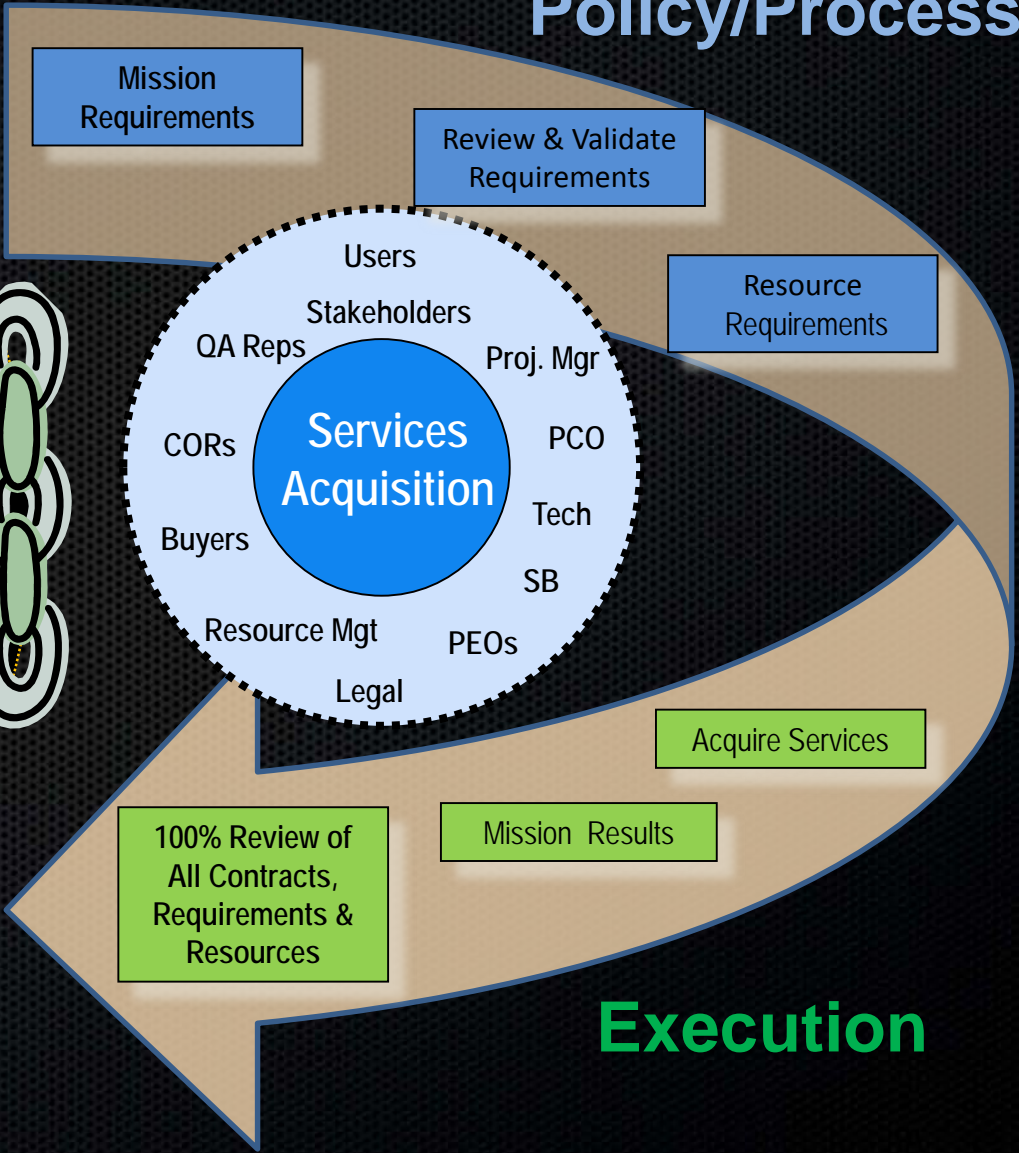 Policy/Process
Mission
Requirements
Review & Validate
Requirements
Resource
Requirements
Users
Stakeholders
QA Reps
Proj. Mgr
CORs
PCO
Services
Acquisition
Tech
Buyers
SB
Resource Mgt
PEOs
Legal
Acquire Services
Mission Results
100% Review of
All Contracts,
Requirements &
Resources
Execution